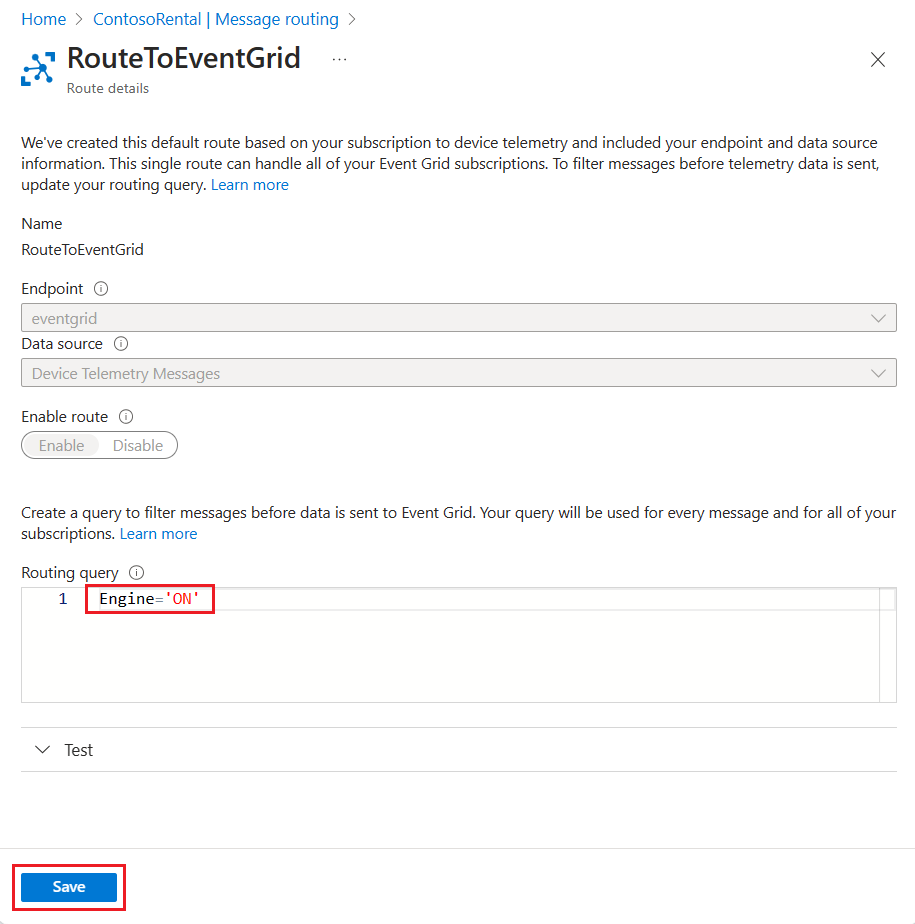 Home > ContosoRental | Message routing >
RouteToEventGrid ...
Route details
We've created this default route based on your subscription to device telemetry and included your endpoint and data source
information. This single route can handle all of your Event Grid subscriptions. To filter messages before telemetry data is sent,
update your routing query. Learn more
Name
RouteToEventGrid
Endpoint
eventgrid
Data source
Device Telemetry Messages
Enable route
Enable Disable
Create a query to filter messages before data is sent to Event Grid. Your query will be used for every message and for all of your
subscriptions. Learn more
Routing query
1 Engine='ON'
Test
Save